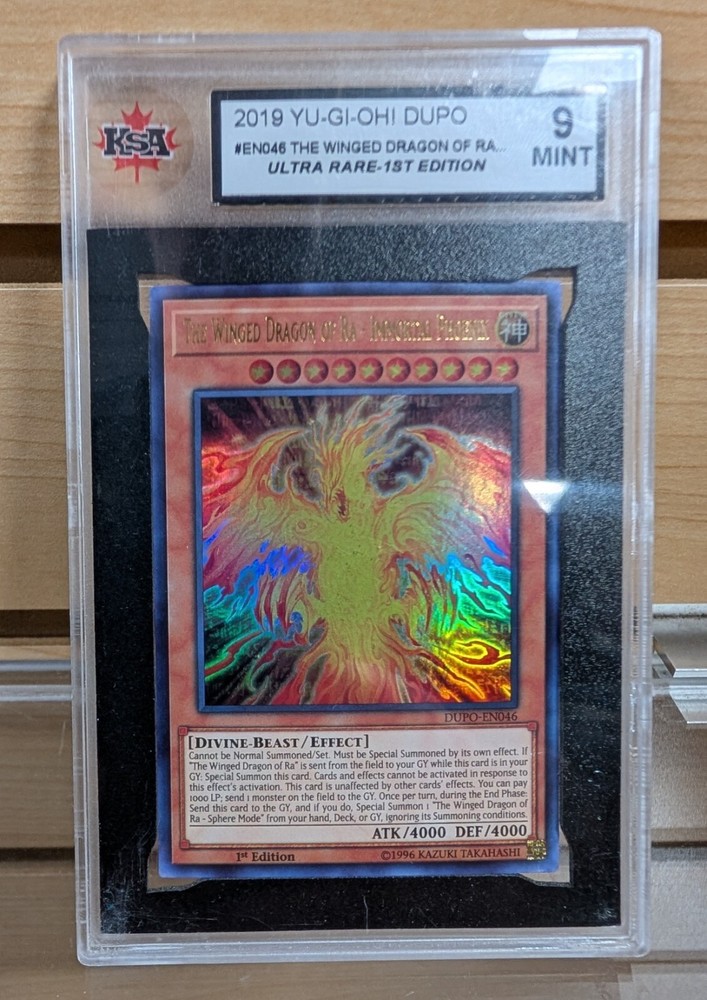 KSA
2019 YU-GI-OH! DUPO
#EN046 THE WINGED DRAGON OF RA...
ULTRA RARE-1ST EDITION
9
MINT
The Winged Dragon of Ra - Immortal Phoenix
神
DUPO-EN046
[DIVINE-BEAST/EFFECT]
Cannot be Normal Summoned/Set. Must be Special Summoned by its own effect. If
"The Winged Dragon of Ra" is sent from the field to your GY while this card is in your
GY: Special Summon this card. Cards and effects cannot be activated in response to
this effect's activation. This card is unaffected by other cards' effects. You can pay
1000 LP; send 1 monster on the field to the GY. Once per turn, during the End Phase:
Send this card to the GY, and if you do, Special Summon 1 "The Winged Dragon of
Ra - Sphere Mode" from your hand, Deck, or GY, ignoring its Summoning conditions.
ATK/4000 DEF/4000
1st Edition
©1996 KAZUKI TAKAHASHI